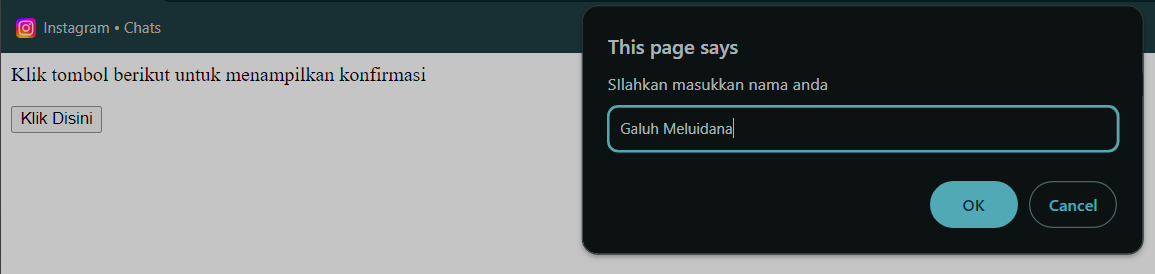 Instagram • Chats
Klik tombol berikut untuk menampilkan konfirmasi
Klik Disini
This page says
SIlahkan masukkan nama anda
Galuh Meluidana
OK
Cancel